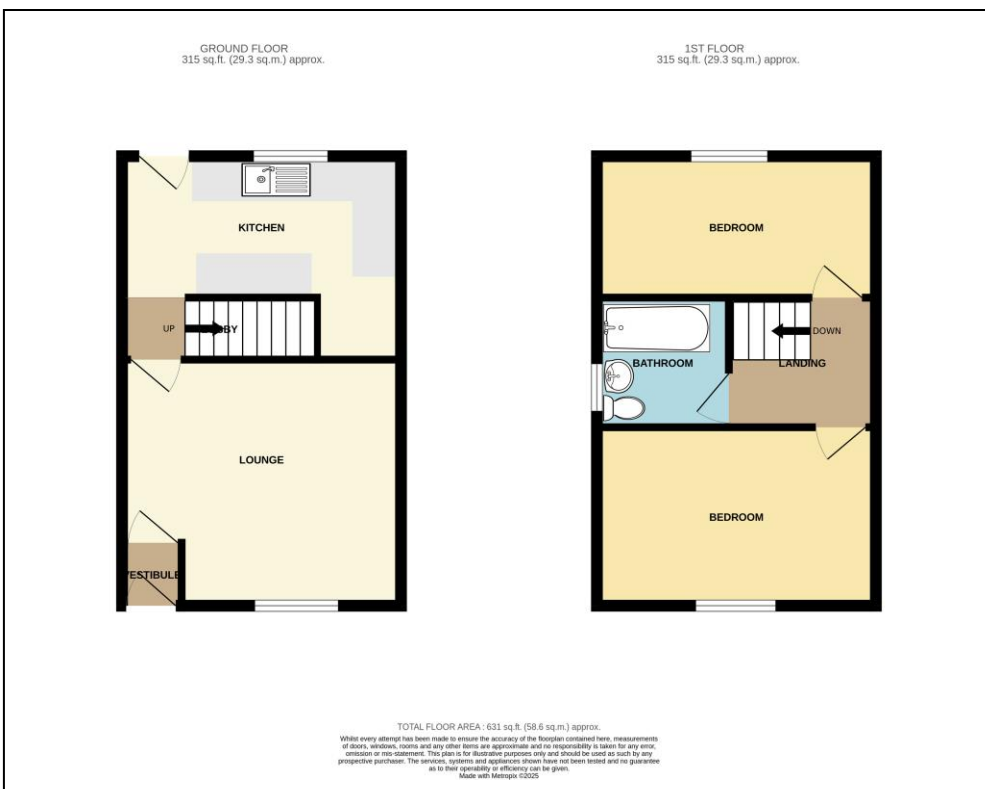 GROUND FLOOR
315 sq.ft. (29.3 sq.m.) approx.
1ST FLOOR
315 sq.ft. (29.3 sq.m.) approx.
KITCHEN
UP
LOBBY
LOUNGE
VESTIBULE
BEDROOM
DOWN
BATHROOM
LANDING
BEDROOM
TOTAL FLOOR AREA : 631 sq.ft. (58.6 sq.m.) approx.
Whilst every attempt has been made to ensure the accuracy of the floorplan contained here, measurements
of doors, windows, rooms and any other items are approximate and no responsibility is taken for any error,
omission or mis-statement. This plan is for illustrative purposes only and should be used as such by any
prospective purchaser. The services, systems and appliances shown have not been tested and no guarantee
as to their operability or efficiency can be given.
Made with Metropix ©2025